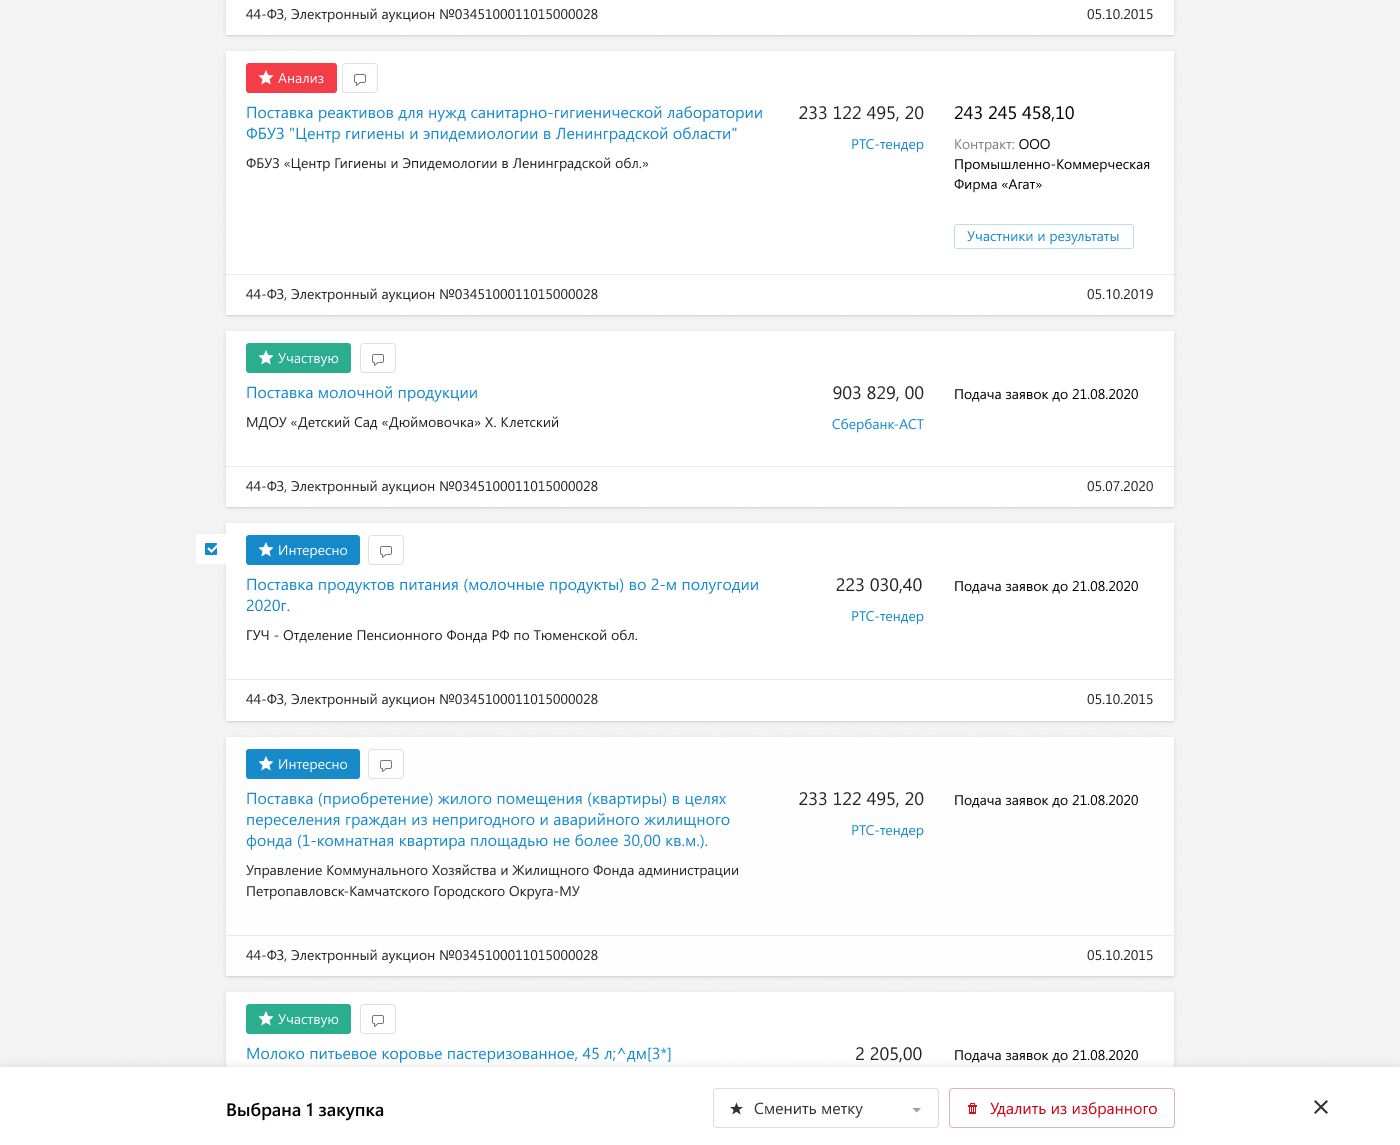 44-ФЗ, Электронный аукцион №0345100011015000028
05.10.2015
Анализ
Поставка реактивов для нужд санитарно-гигиенической лаборатории
ФБУЗ "Центр гигиены и эпидемиологии в Ленинградской области"
ФБУЗ «Центр Гигиены и Эпидемологии в Ленинградской обл.»
233 122 495, 20
РТС-тендер
243 245 458,10
Контракт: ООО
Промышленно-Коммерческая
Фирма «Агат»
Участники и результаты
44-ФЗ, Электронный аукцион №0345100011015000028
05.10.2019
Участвую
Поставка молочной продукции
МДОУ «Детский Сад «Дюймовочка» Х. Клетский
903 829, 00
Сбербанк-АСТ
Подача заявок до 21.08.2020
44-ФЗ, Электронный аукцион №0345100011015000028
05.07.2020
Интересно
Поставка продуктов питания (молочные продукты) во 2-м полугодии
2020г.
ГУЧ - Отделение Пенсионного Фонда РФ по Тюменской обл.
223 030,40
РТС-тендер
Подача заявок до 21.08.2020
44-ФЗ, Электронный аукцион №0345100011015000028
05.10.2015
Интересно
Поставка (приобретение) жилого помещения (квартиры) в целях
переселения граждан из непригодного и аварийного жилищного
фонда (1-комнатная квартира площадью не более 30,00 кв.м.).
Управление Коммунального Хозяйства и Жилищного Фонда администрации
Петропавловск-Камчатского Городского Округа-МУ
233 122 495, 20
РТС-тендер
Подача заявок до 21.08.2020
44-ФЗ, Электронный аукцион №0345100011015000028
05.10.2015
Участвую
Молоко питьевое коровье пастеризованное, 45 л;^дм[3*]
2 205,00
Подача заявок до 21.08.2020
Выбрана 1 закупка
Сменить метку
Удалить из избранного